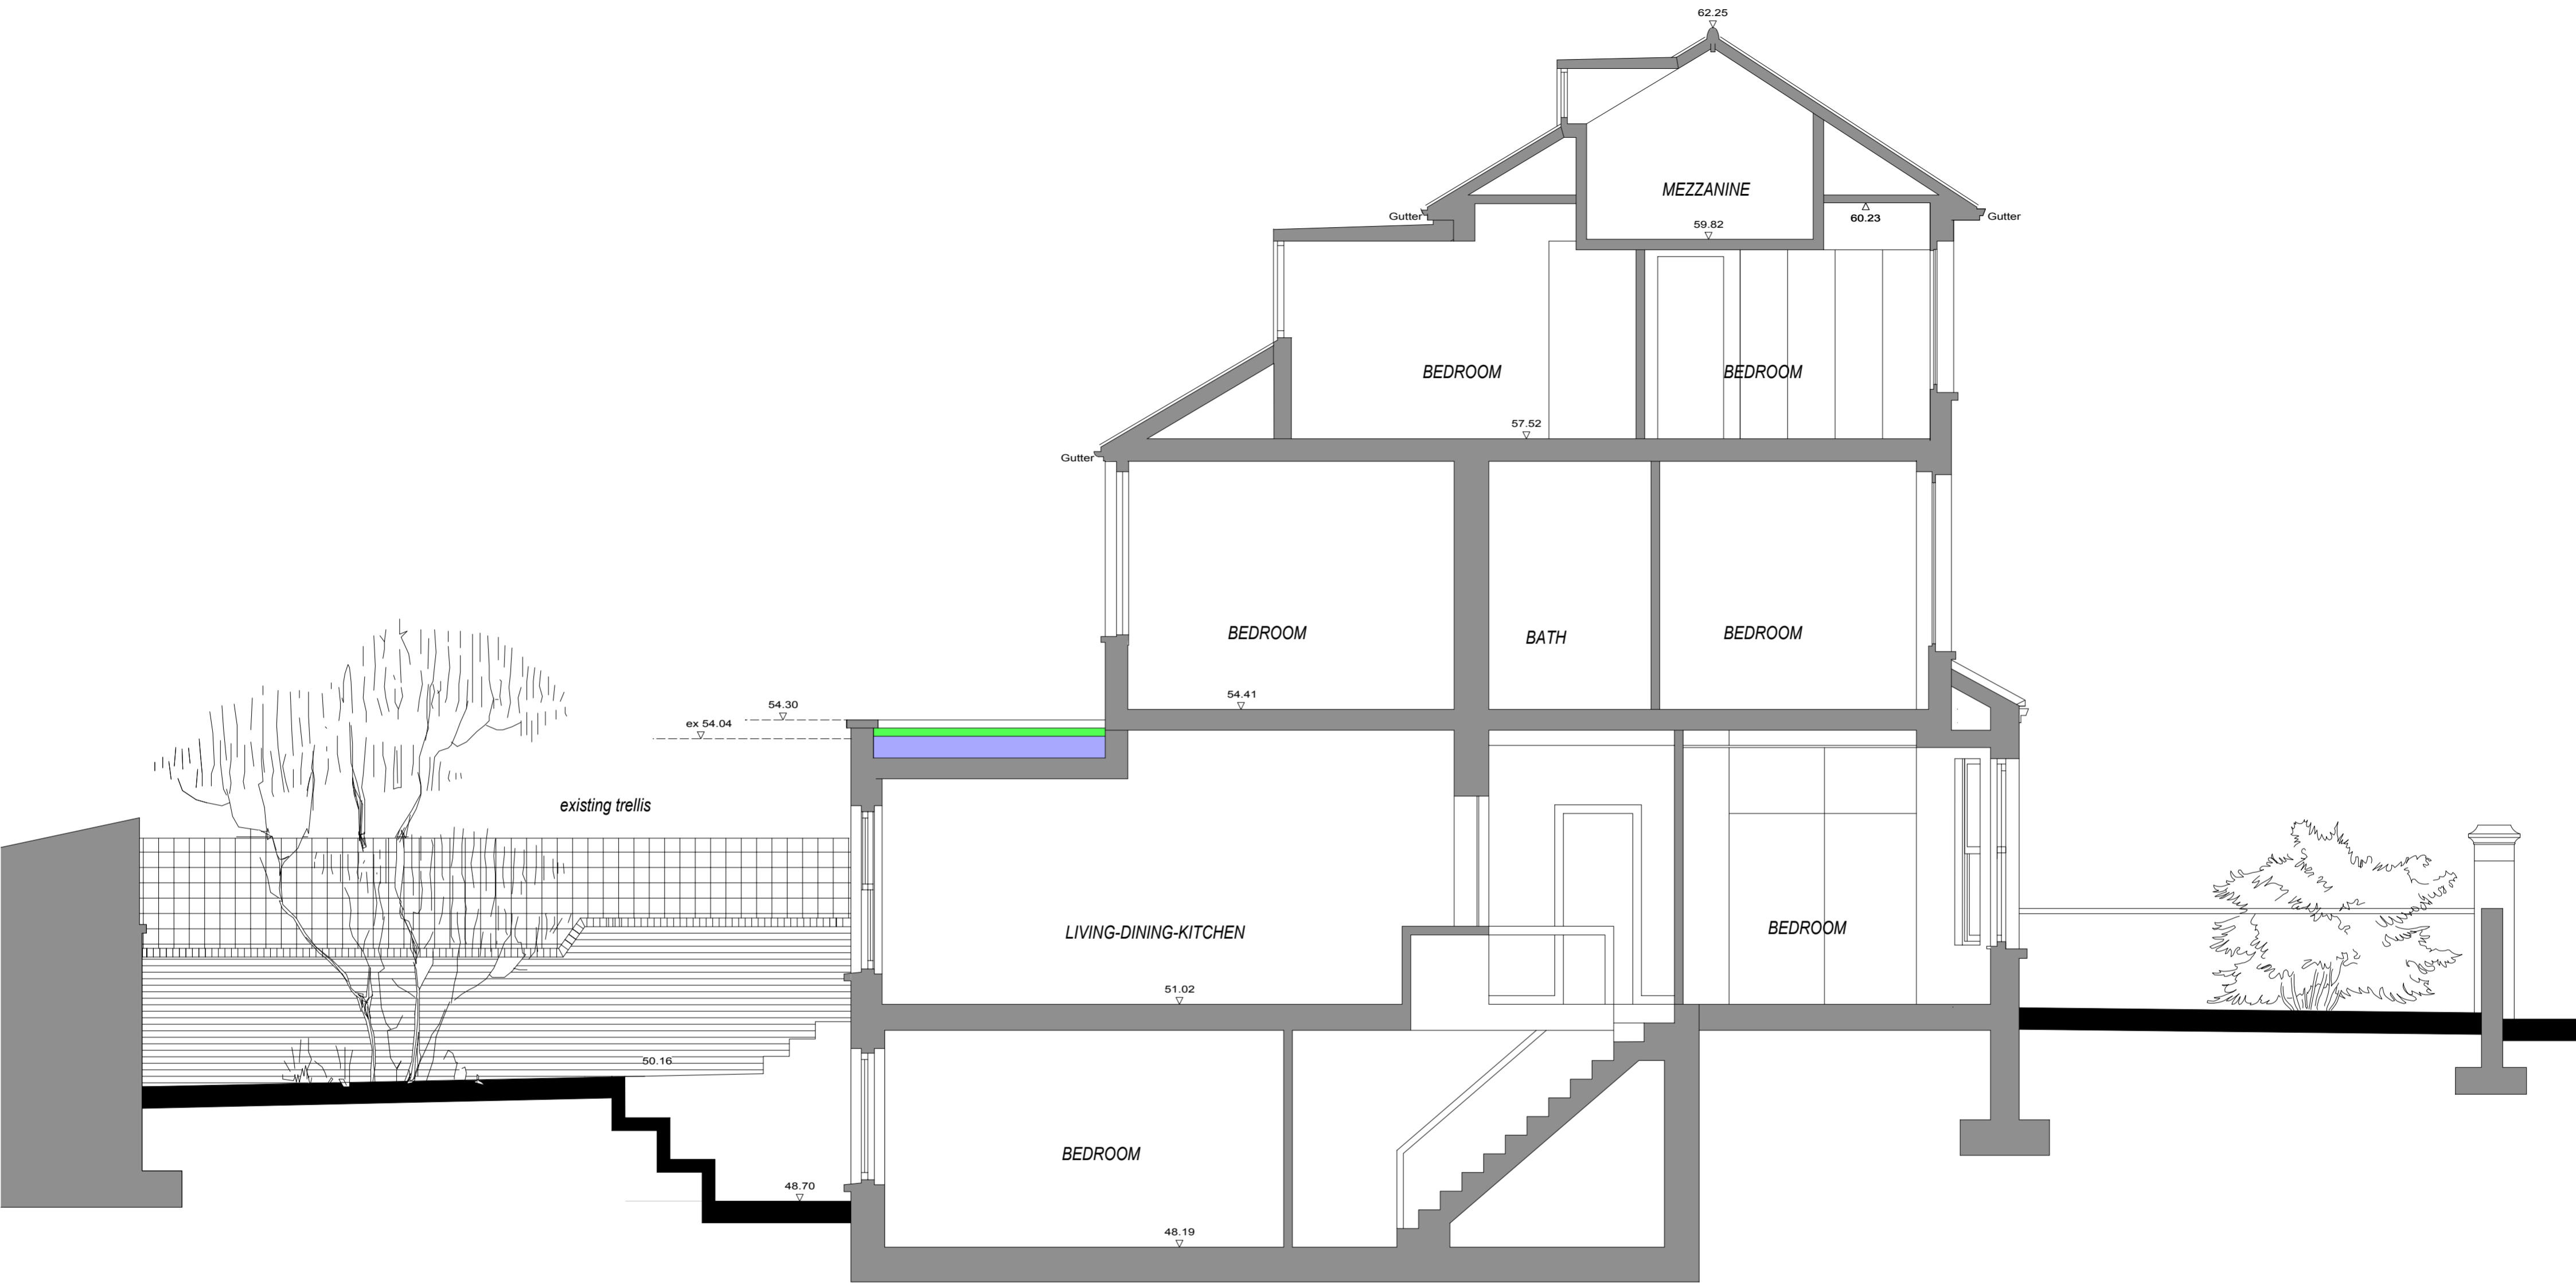 62.25
MEZZANINE
Gutter
60.23
Gutter
59.82
BEDROOM
BEDROOM
57.52
Gutter
BEDROOM
BATH
BEDROOM
54.41
54.30
ex 54.04
existing trellis
LIVING-DINING-KITCHEN
BEDROOM
51.02
50.16
BEDROOM
48.70
48.19